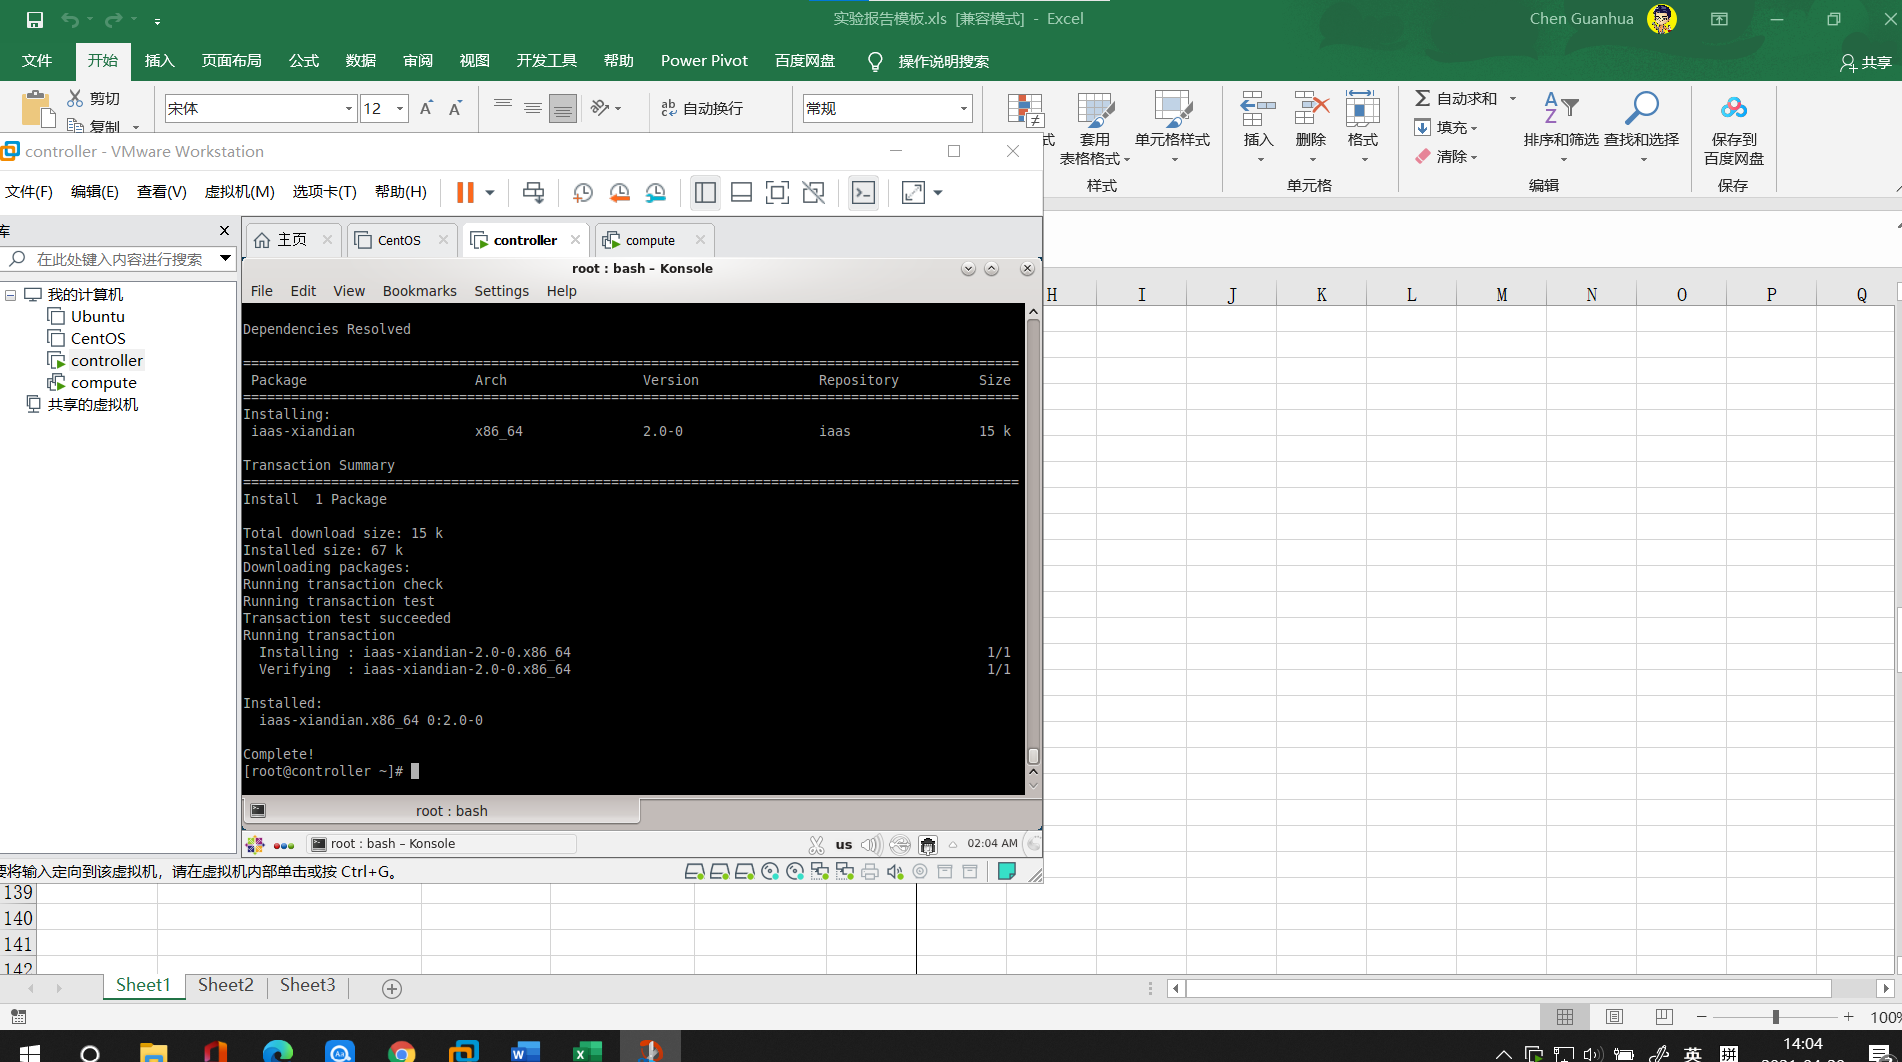 实验报告模板.xls [兼容模式] - Excel
Chen Guanhua
文件 开始 插入 页面布局 公式 数据 审阅 视图 开发工具 帮助 Power Pivot 百度网盘 操作说明搜索 共享
剪切
复制
宋体 12
ab 自动换行
常规
套用
表格格式
单元格样式
样式
插入 删除 格式
单元格
自动求和
填充
清除
排序和筛选 查找和选择
编辑
保存到
百度网盘
保存
controller - VMware Workstation
文件(F) 编辑(E) 查看(V) 虚拟机(M) 选项卡(T) 帮助(H)
库
在此处键入内容进行搜索
我的计算机
Ubuntu
CentOS
controller
compute
共享的虚拟机
主页 CentOS controller compute
root : bash – Konsole
File Edit View Bookmarks Settings Help
Dependencies Resolved
================================================================================
Package Arch Version Repository Size
================================================================================
Installing:
iaas-xiandian x86_64 2.0-0 iaas 15 k
Transaction Summary
================================================================================
Install  1 Package
Total download size: 15 k
Installed size: 67 k
Downloading packages:
Running transaction check
Running transaction test
Transaction test succeeded
Running transaction
Installing : iaas-xiandian-2.0-0.x86_64 1/1
Verifying  : iaas-xiandian-2.0-0.x86_64 1/1
Installed:
iaas-xiandian.x86_64 0:2.0-0
Complete!
[root@controller ~]#
root : bash
root : bash – Konsole
us
02:04 AM
要将输入定向到该虚拟机，请在虚拟机内部单击或按 Ctrl+G。
H I J K L M N O P Q
139
140
141
142
Sheet1 Sheet2 Sheet3
100%
英 拼
14:04